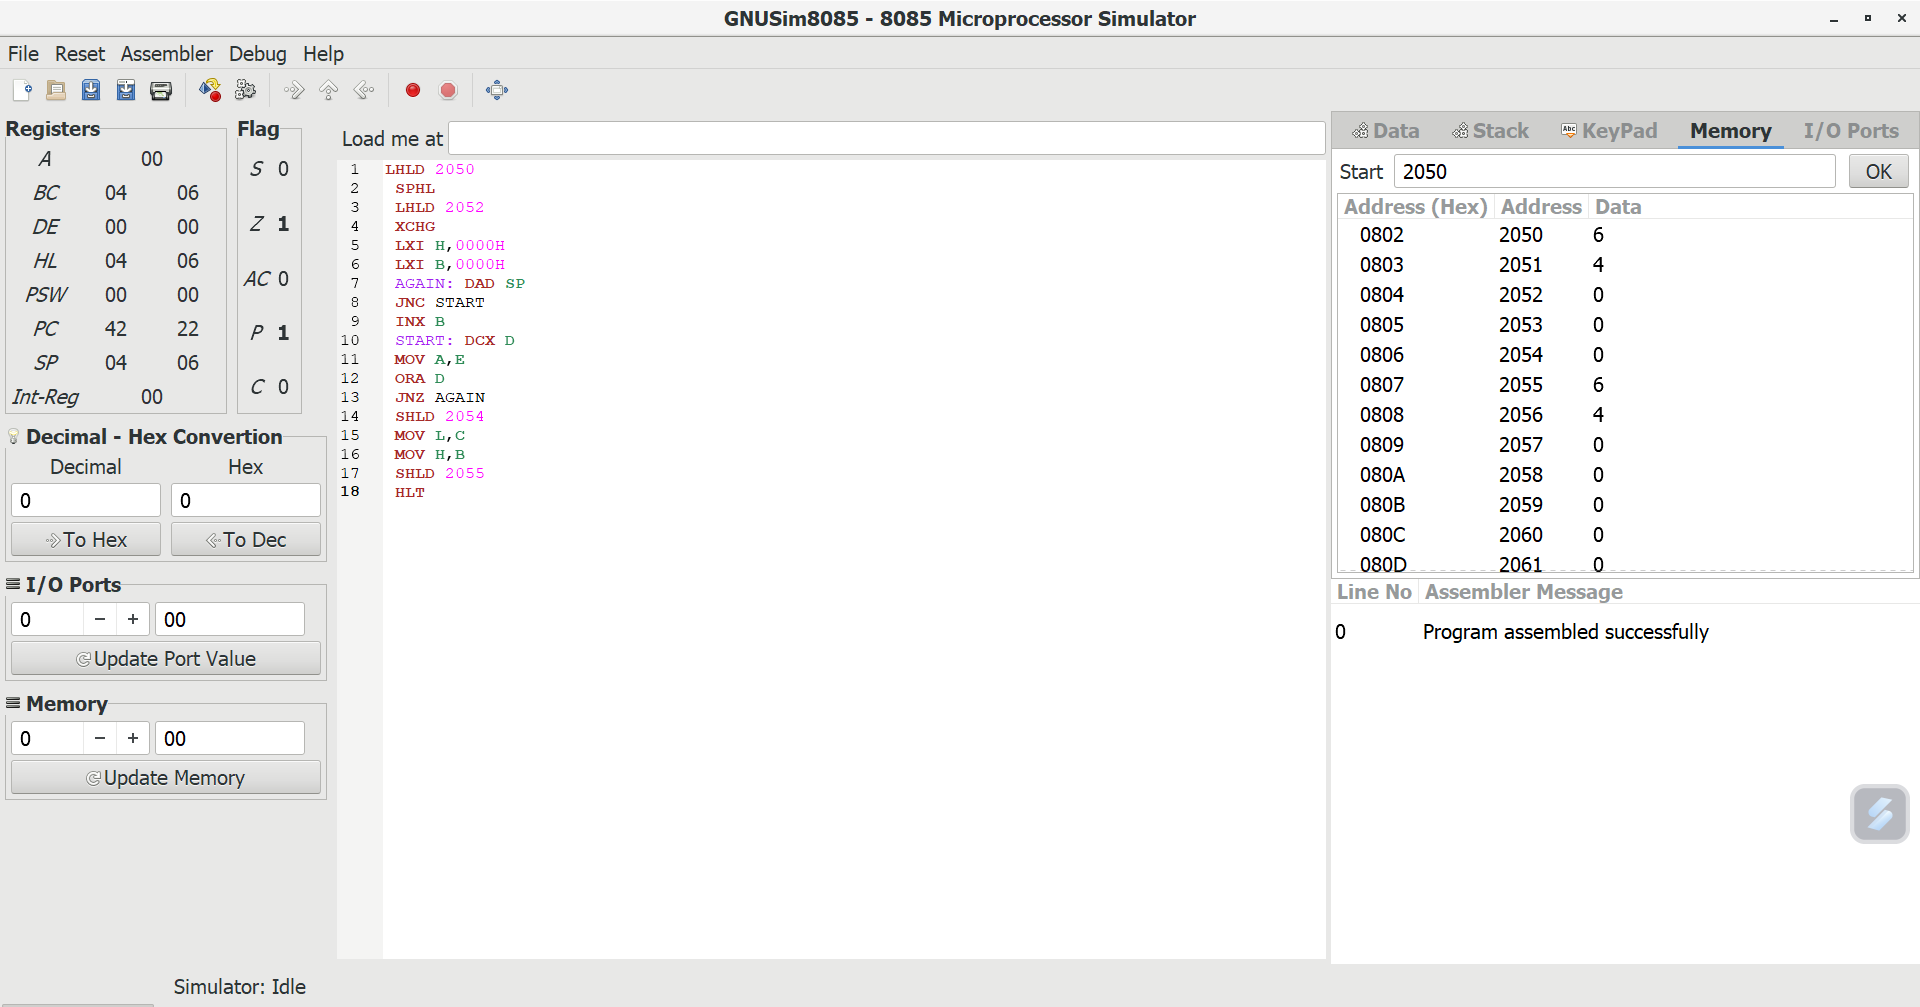 GNUSim8085 - 8085 Microprocessor Simulator
File Reset Assembler Debug Help
Registers
A 00
BC 04 06
DE 00 00
HL 04 06
PSW 00 00
PC 42 22
SP 04 06
Int-Reg 00
Flag
S 0
Z 1
AC 0
P 1
C 0
Decimal - Hex Convertion
Decimal Hex
0 0
To Hex To Dec
I/O Ports
0 − + 00
Update Port Value
Memory
0 − + 00
Update Memory
Load me at
1 LHLD 2050
2 SPHL
3 LHLD 2052
4 XCHG
5 LXI H,0000H
6 LXI B,0000H
7 AGAIN: DAD SP
8 JNC START
9 INX B
10 START: DCX D
11 MOV A,E
12 ORA D
13 JNZ AGAIN
14 SHLD 2054
15 MOV L,C
16 MOV H,B
17 SHLD 2055
18 HLT
Data Stack Abc KeyPad Memory I/O Ports
Start 2050 OK
Address (Hex) Address Data
0802 2050 6
0803 2051 4
0804 2052 0
0805 2053 0
0806 2054 0
0807 2055 6
0808 2056 4
0809 2057 0
080A 2058 0
080B 2059 0
080C 2060 0
080D 2061 0
Line No Assembler Message
0 Program assembled successfully
Simulator: Idle